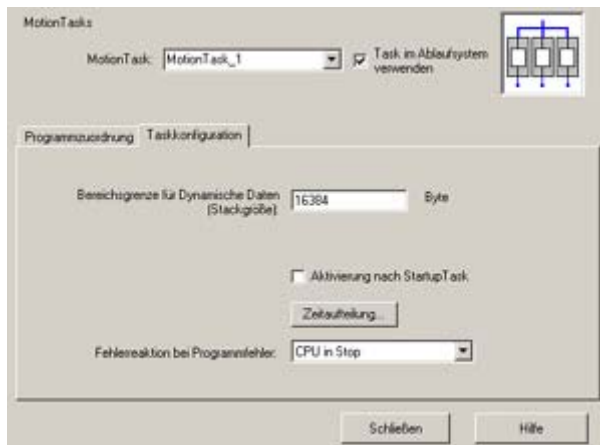 MotionTasks
MotionTask: MotionTask_1
Task im Ablaufsystem
verwenden
Programmzuordnung Taskkonfiguration
Bereichsgrenze für Dynamische Daten
(Stackgröße): 16384 Byte
Aktivierung nach StartupTask
Zeitaufteilung...
Fehlerreaktion bei Programmfehler: CPU in Stop
Schließen Hilfe